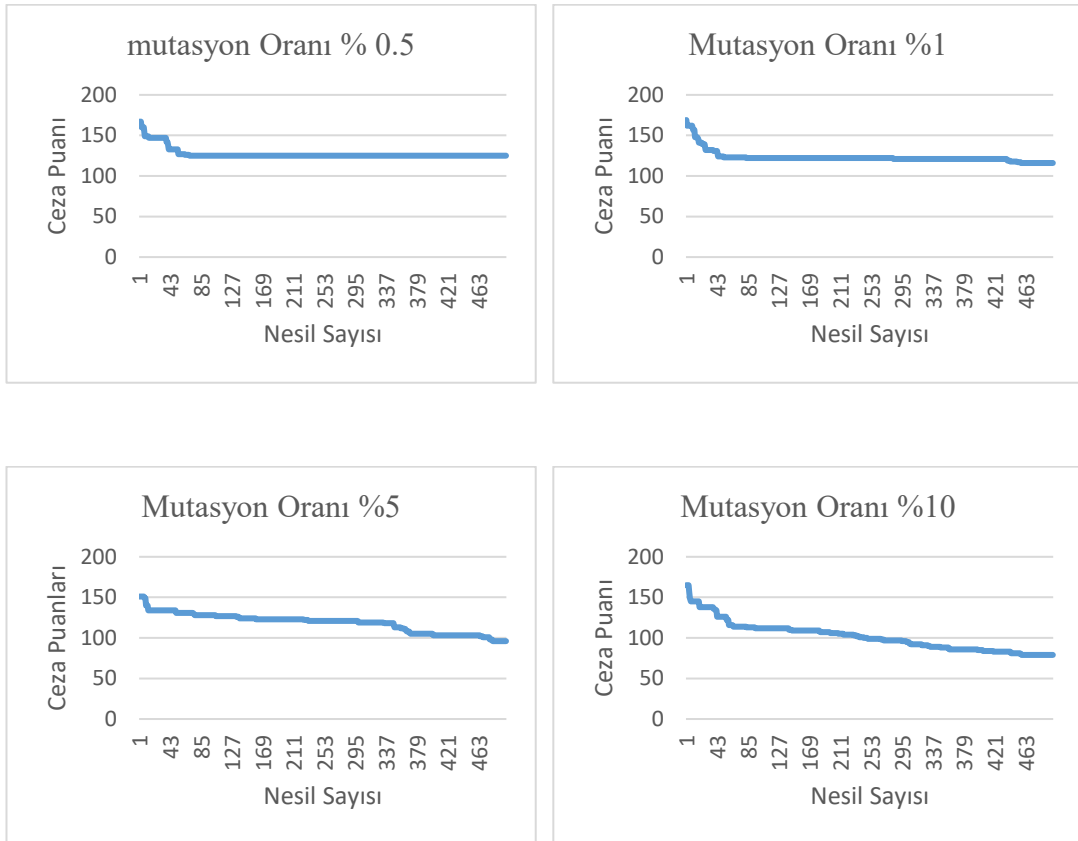 mutasyon Oranı % 0.5
200
150
100
50
0
Ceza Puanı
1 43 85 127 169 211 253 295 337 379 421 463
Nesil Sayısı
Mutasyon Oranı %1
200
150
100
50
0
Ceza Puanı
1 43 85 127 169 211 253 295 337 379 421 463
Nesil Sayısı
Mutasyon Oranı %5
200
150
100
50
0
Ceza Puanları
1 43 85 127 169 211 253 295 337 379 421 463
Nesil Sayısı
Mutasyon Oranı %10
200
150
100
50
0
Ceza Puanı
1 43 85 127 169 211 253 295 337 379 421 463
Nesil Sayısı